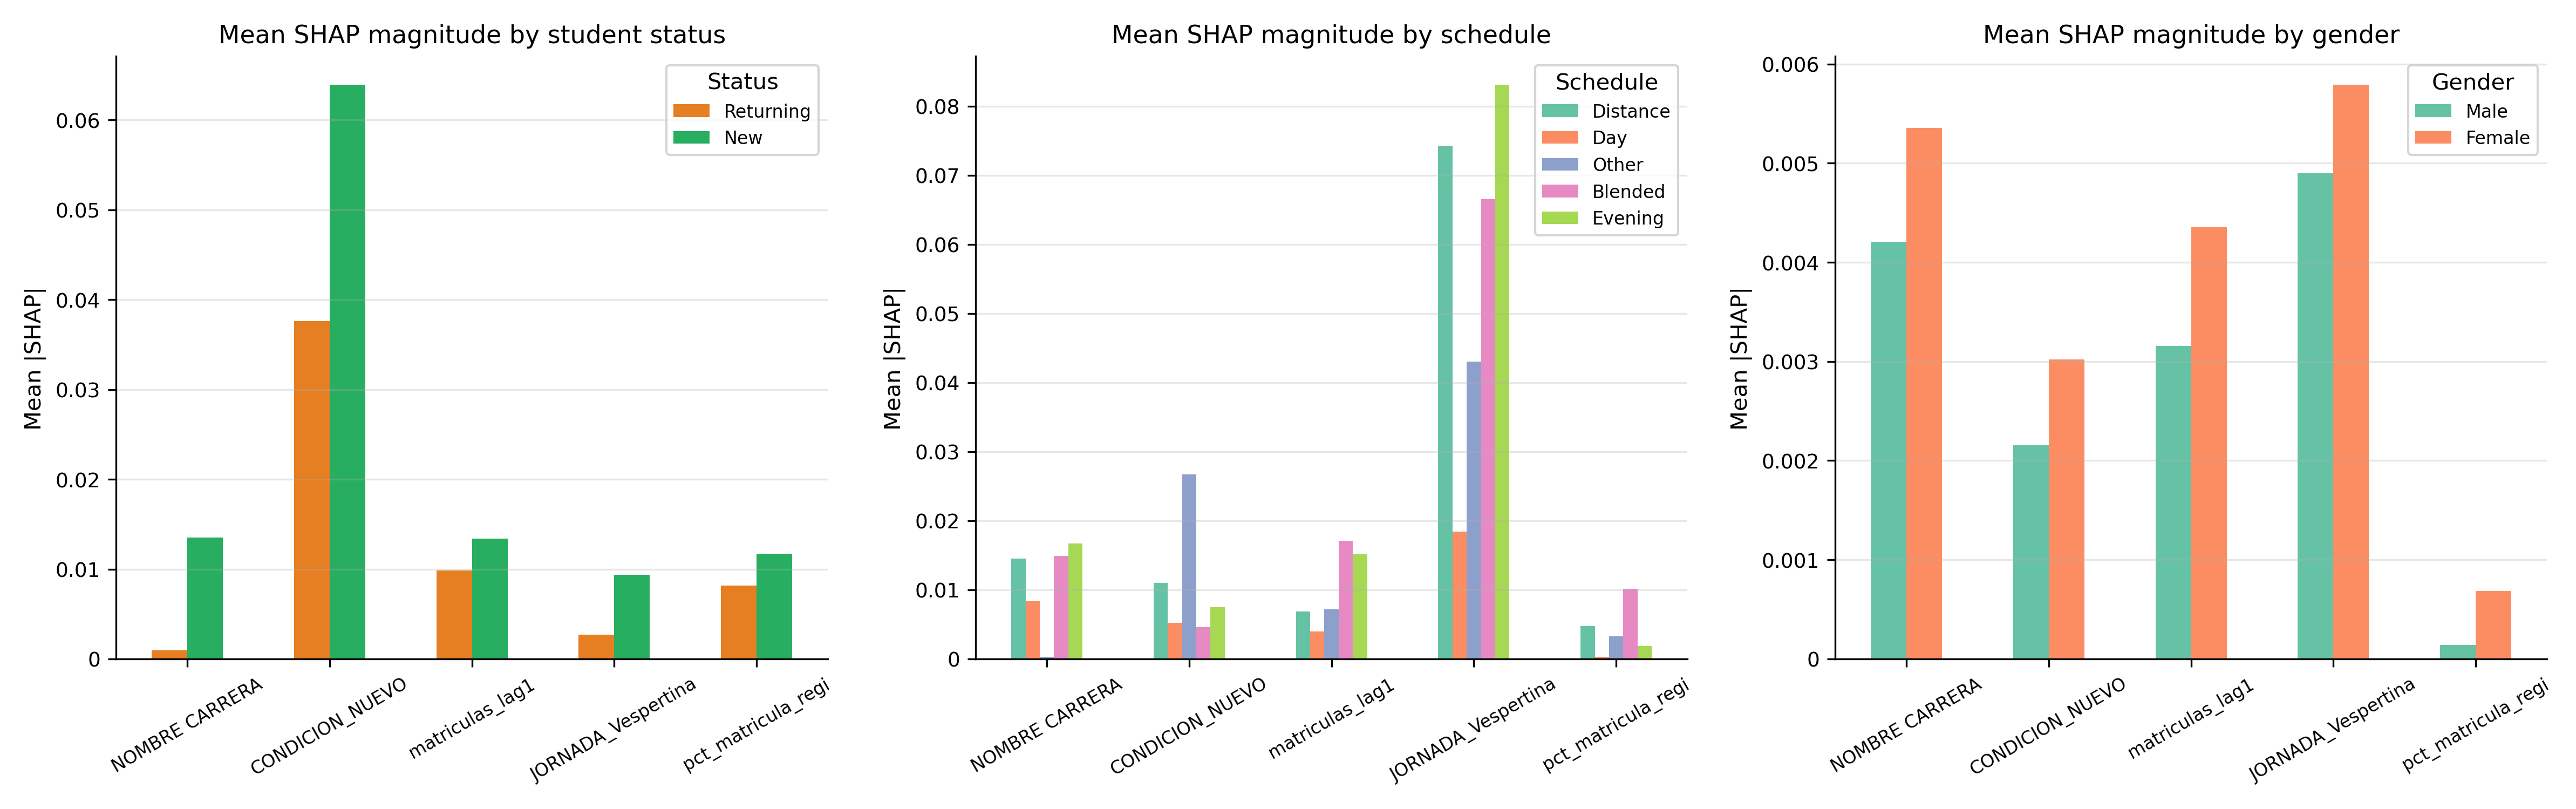 Mean SHAP magnitude by student status
Mean |SHAP|
0.06
0.05
0.04
0.03
0.02
0.01
0
Status
Returning
New
NOMBRE CARRERA
CONDICION_NUEVO
matriculas_lag1
JORNADA_Vespertina
pct_matricula_regi
Mean SHAP magnitude by schedule
Mean |SHAP|
0.08
0.07
0.06
0.05
0.04
0.03
0.02
0.01
0
Schedule
Distance
Day
Other
Blended
Evening
NOMBRE CARRERA
CONDICION_NUEVO
matriculas_lag1
JORNADA_Vespertina
pct_matricula_regi
Mean SHAP magnitude by gender
Mean |SHAP|
0.006
0.005
0.004
0.003
0.002
0.001
0
Gender
Male
Female
NOMBRE CARRERA
CONDICION_NUEVO
matriculas_lag1
JORNADA_Vespertina
pct_matricula_regi